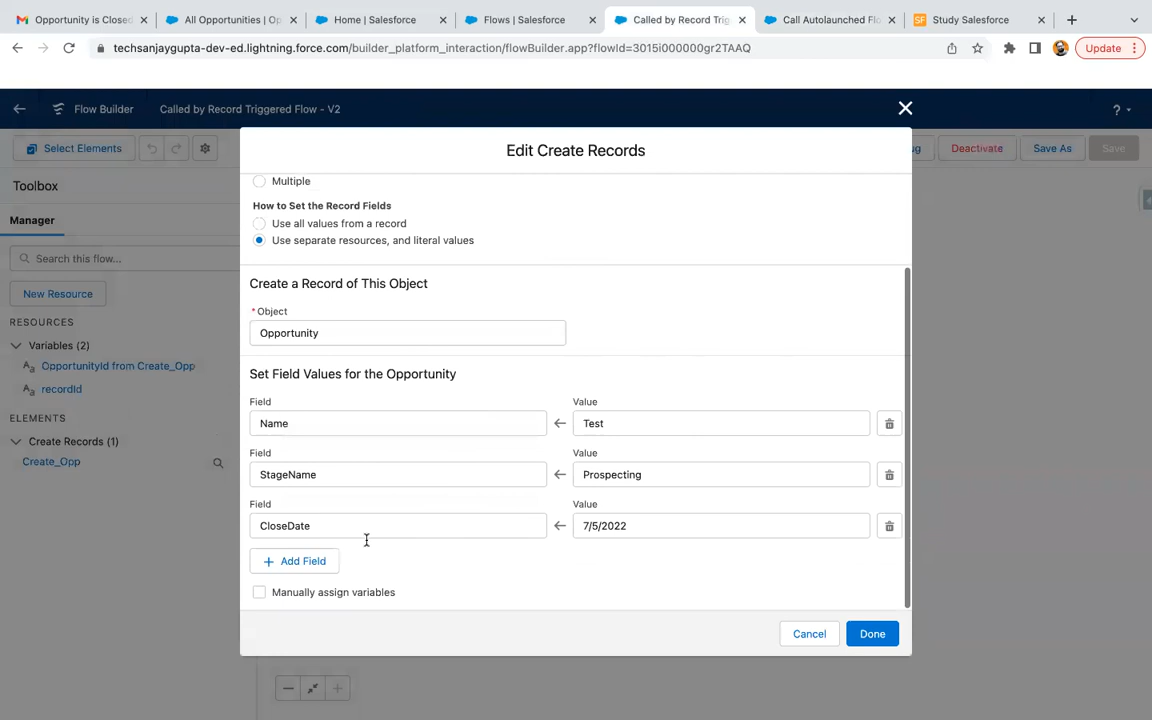 Opportunity is Closed
All Opportunities | Op
Home | Salesforce
Flows | Salesforce
Called by Record Trig
Call Autolaunched Flo
Study Salesforce
techsanjaygupta-dev-ed.lightning.force.com/builder_platform_interaction/flowBuilder.app?flowId=3015i000000gr2TAAQ
Update
Flow Builder
Called by Record Triggered Flow - V2
?
Select Elements
ug
Deactivate
Save As
Save
Toolbox
Manager
Search this flow...
New Resource
RESOURCES
Variables (2)
OpportunityId from Create_Opp
recordId
ELEMENTS
Create Records (1)
Create_Opp
Edit Create Records
Multiple
How to Set the Record Fields
Use all values from a record
Use separate resources, and literal values
Create a Record of This Object
* Object
Opportunity
Set Field Values for the Opportunity
Field
Value
Name
Test
Field
Value
StageName
Prospecting
Field
Value
CloseDate
7/5/2022
+ Add Field
Manually assign variables
Cancel
Done